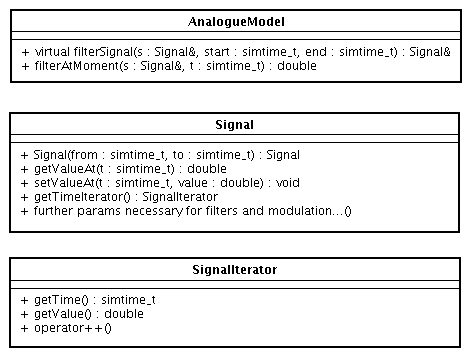 AnalogueModel
+ virtual filterSignal(s : Signal&, start : simtime_t, end : simtime_t) : Signal&
+ filterAtMoment(s : Signal&, t : simtime_t) : double
Signal
+ Signal(from : simtime_t, to : simtime_t) : Signal
+ getValueAt(t : simtime_t) : double
+ setValueAt(t : simtime_t, value : double) : void
+ getTimeIterator() : SignalIterator
+ further params necessary for filters and modulation...()
SignalIterator
+ getTime() : simtime_t
+ getValue() : double
+ operator++()